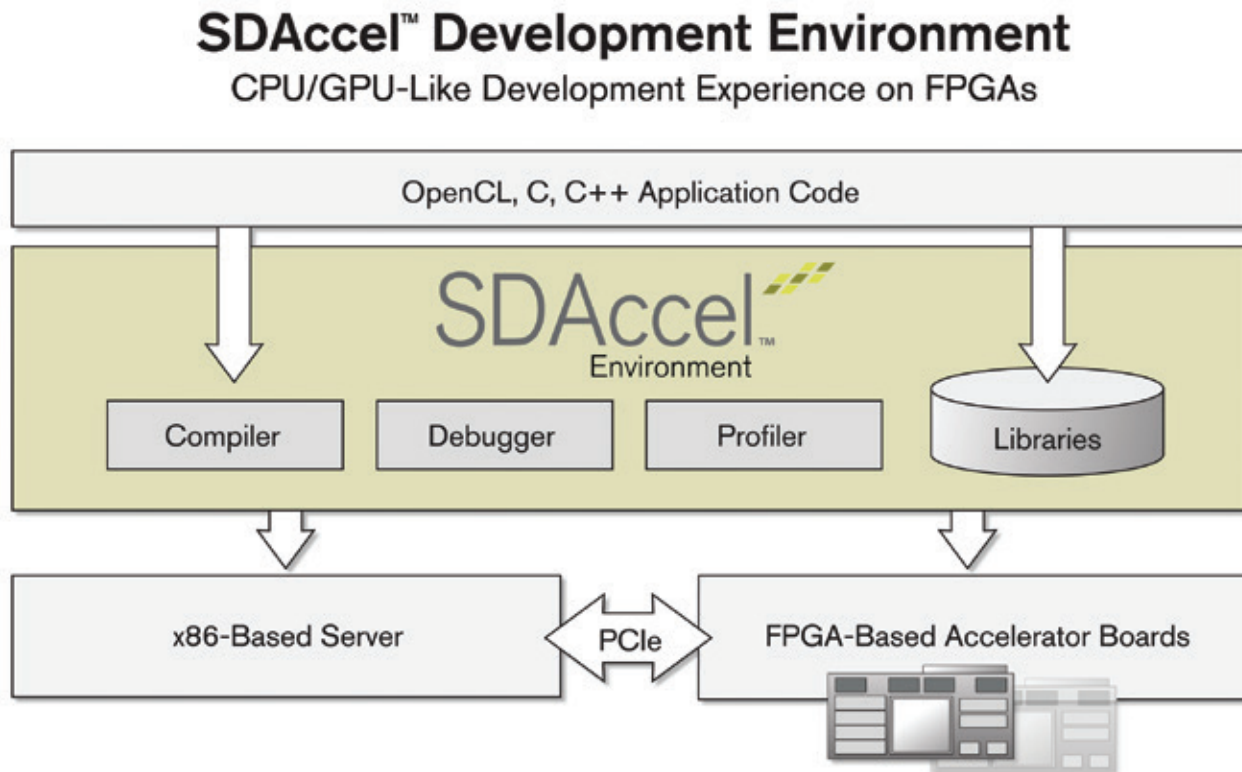 SDAccel™ Development Environment
CPU/GPU-Like Development Experience on FPGAs
OpenCL, C, C++ Application Code
SDAccel™
Environment
Compiler
Debugger
Profiler
Libraries
x86-Based Server
PCIe
FPGA-Based Accelerator Boards